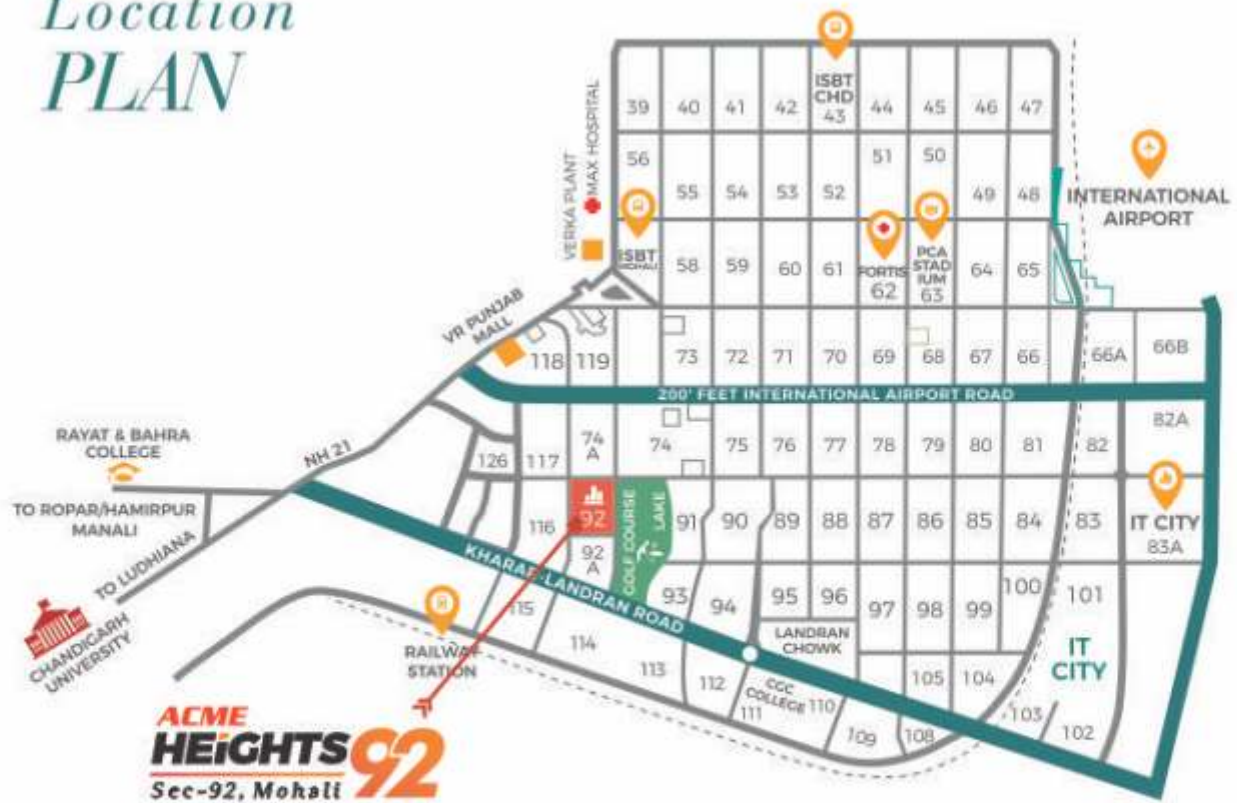 Location
PLAN
ISBT
CHD
43
39
40
41
42
44
45
46
47
56
55
54
53
52
51
50
49
48
VERKA PLANT
MAX HOSPITAL
INTERNATIONAL
AIRPORT
ISBT
MOHALI
58
59
60
61
FORTIS
62
PCA
STAD
IUM
63
64
65
VR PUNJAB
MALL
118
119
73
72
71
70
69
68
67
66
66A
66B
200' FEET INTERNATIONAL AIRPORT ROAD
RAYAT & BAHRA
COLLEGE
NH 21
126
117
74
A
74
75
76
77
78
79
80
81
82
82A
TO ROPAR/HAMIRPUR
MANALI
TO LUDHIANA
116
92
GOLF COURSE
LAKE
91
90
89
88
87
86
85
84
83
IT CITY
83A
92
A
KHARAR-LANDRAN ROAD
CHANDIGARH
UNIVERSITY
115
93
94
95
96
97
98
99
100
101
LANDRAN
CHOWK
IT
CITY
RAILWAY
STATION
114
113
112
CGC
COLLEGE
111
110
109
108
105
104
103
102
ACME
HEiGHTS 92
Sec-92, Mohali